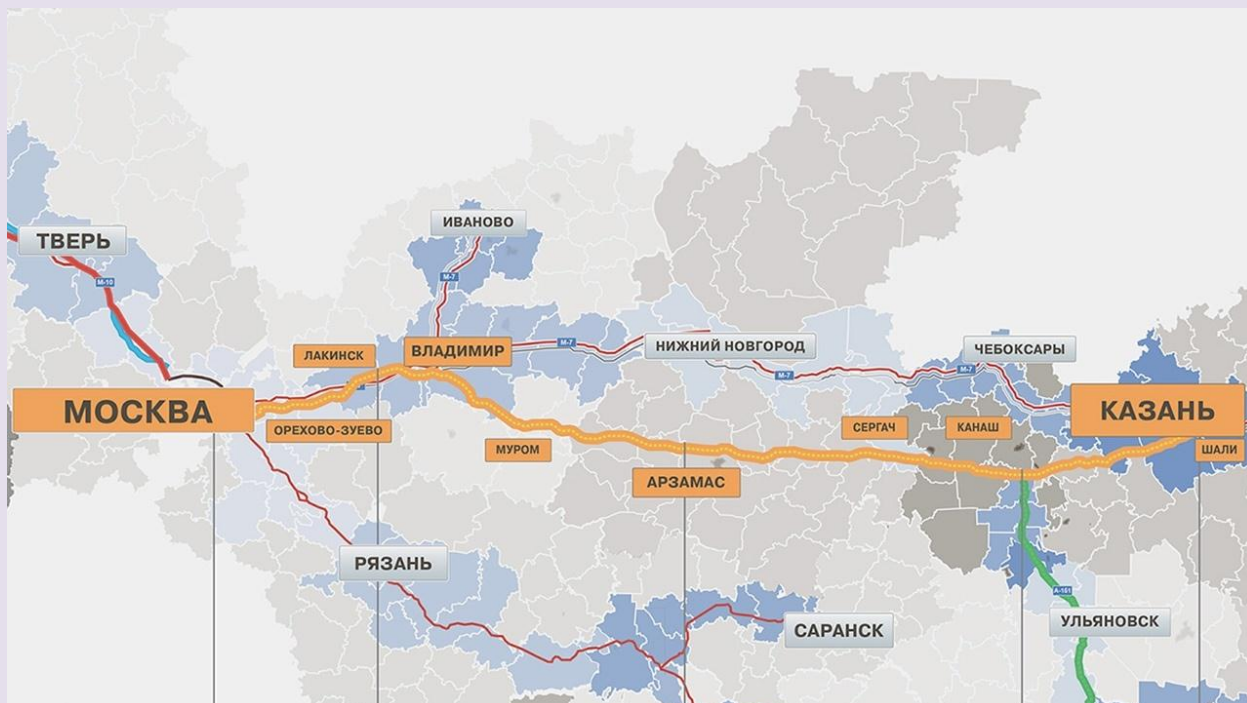 ИВАНОВО
ТВЕРЬ
М-7
М-10
НИЖНИЙ НОВГОРОД
М-7
ЧЕБОКСАРЫ
ЛАКИНСК
ВЛАДИМИР
М-7
М-7
МОСКВА
КАЗАНЬ
ОРЕХОВО-ЗУЕВО
СЕРГАЧ
КАНАШ
МУРОМ
ШАЛИ
АРЗАМАС
РЯЗАНЬ
А-151
УЛЬЯНОВСК
САРАНСК